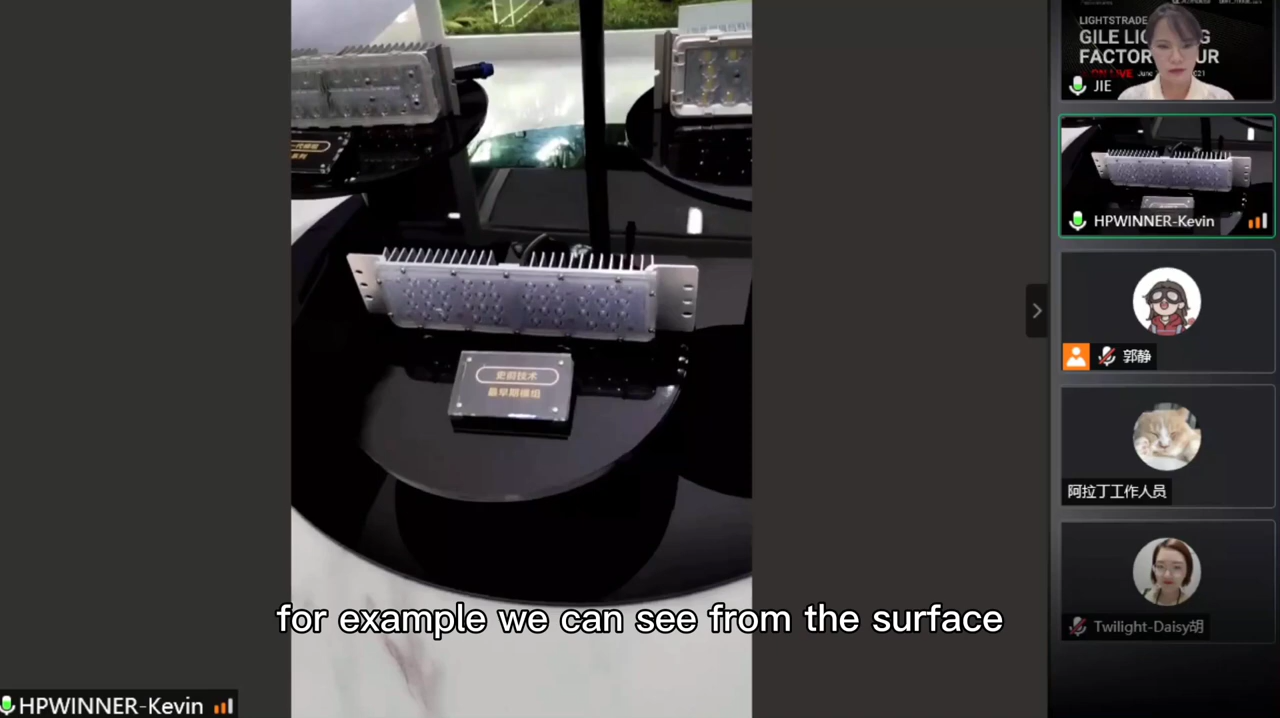 LIGHTSTRADE
GILE LIG
G
FACTOR
UR
JIE
HPWINNER-Kevin
郭静
阿拉丁工作人员
Twilight-Daisy胡
史前技术
最早期模组
for example we can see from the surface
HPWINNER-Kevin